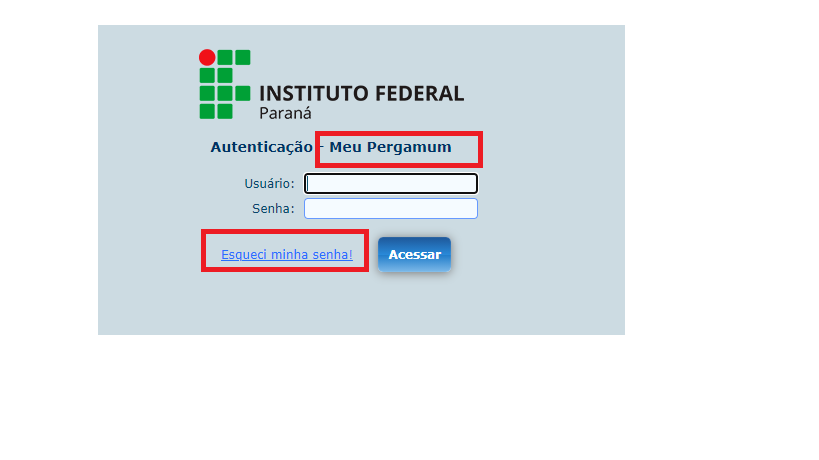 INSTITUTO FEDERAL
Paraná
Autenticação - Meu Pergamum
Usuário:
Senha:
Esqueci minha senha! Acessar